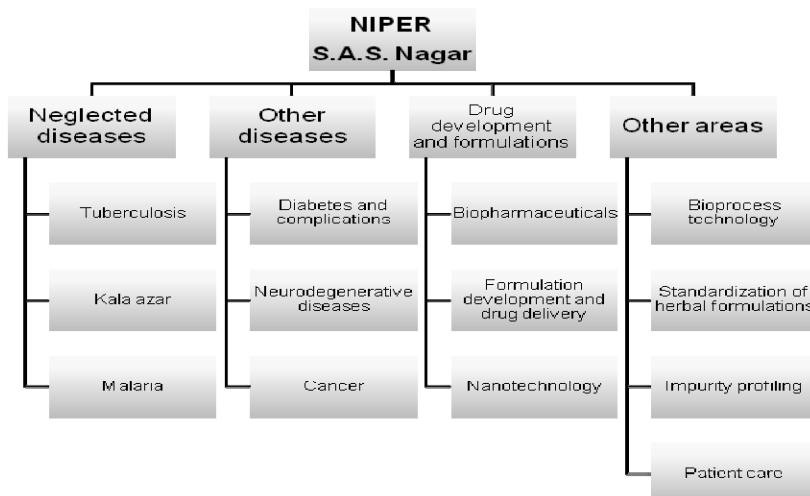 NIPER
S.A.S. Nagar
Neglected
diseases
Tuberculosis
Kala azar
Malaria
Other
diseases
Diabetes and
complications
Neurodegenerative
diseases
Cancer
Drug
development
and formulations
Biopharmaceuticals
Formulation
development and
drug delivery
Nanotechnology
Other areas
Bioprocess
technology
Standardization of
herbal formulations
Impurity profiling
Patient care